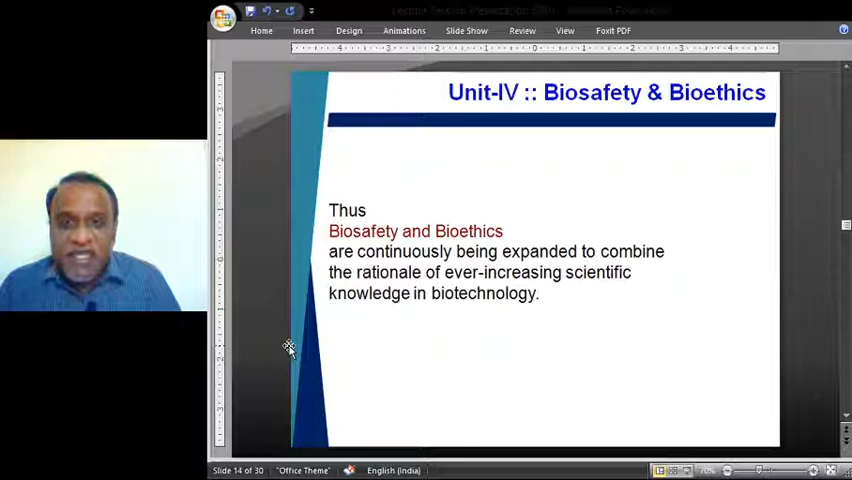 Home Insert Design Animations Slide Show Review View Foxit PDF
Unit-IV :: Biosafety & Bioethics
Thus
Biosafety and Bioethics
are continuously being expanded to combine
the rationale of ever-increasing scientific
knowledge in biotechnology.
Slide 14 of 30 "Office Theme" English (India) 70%